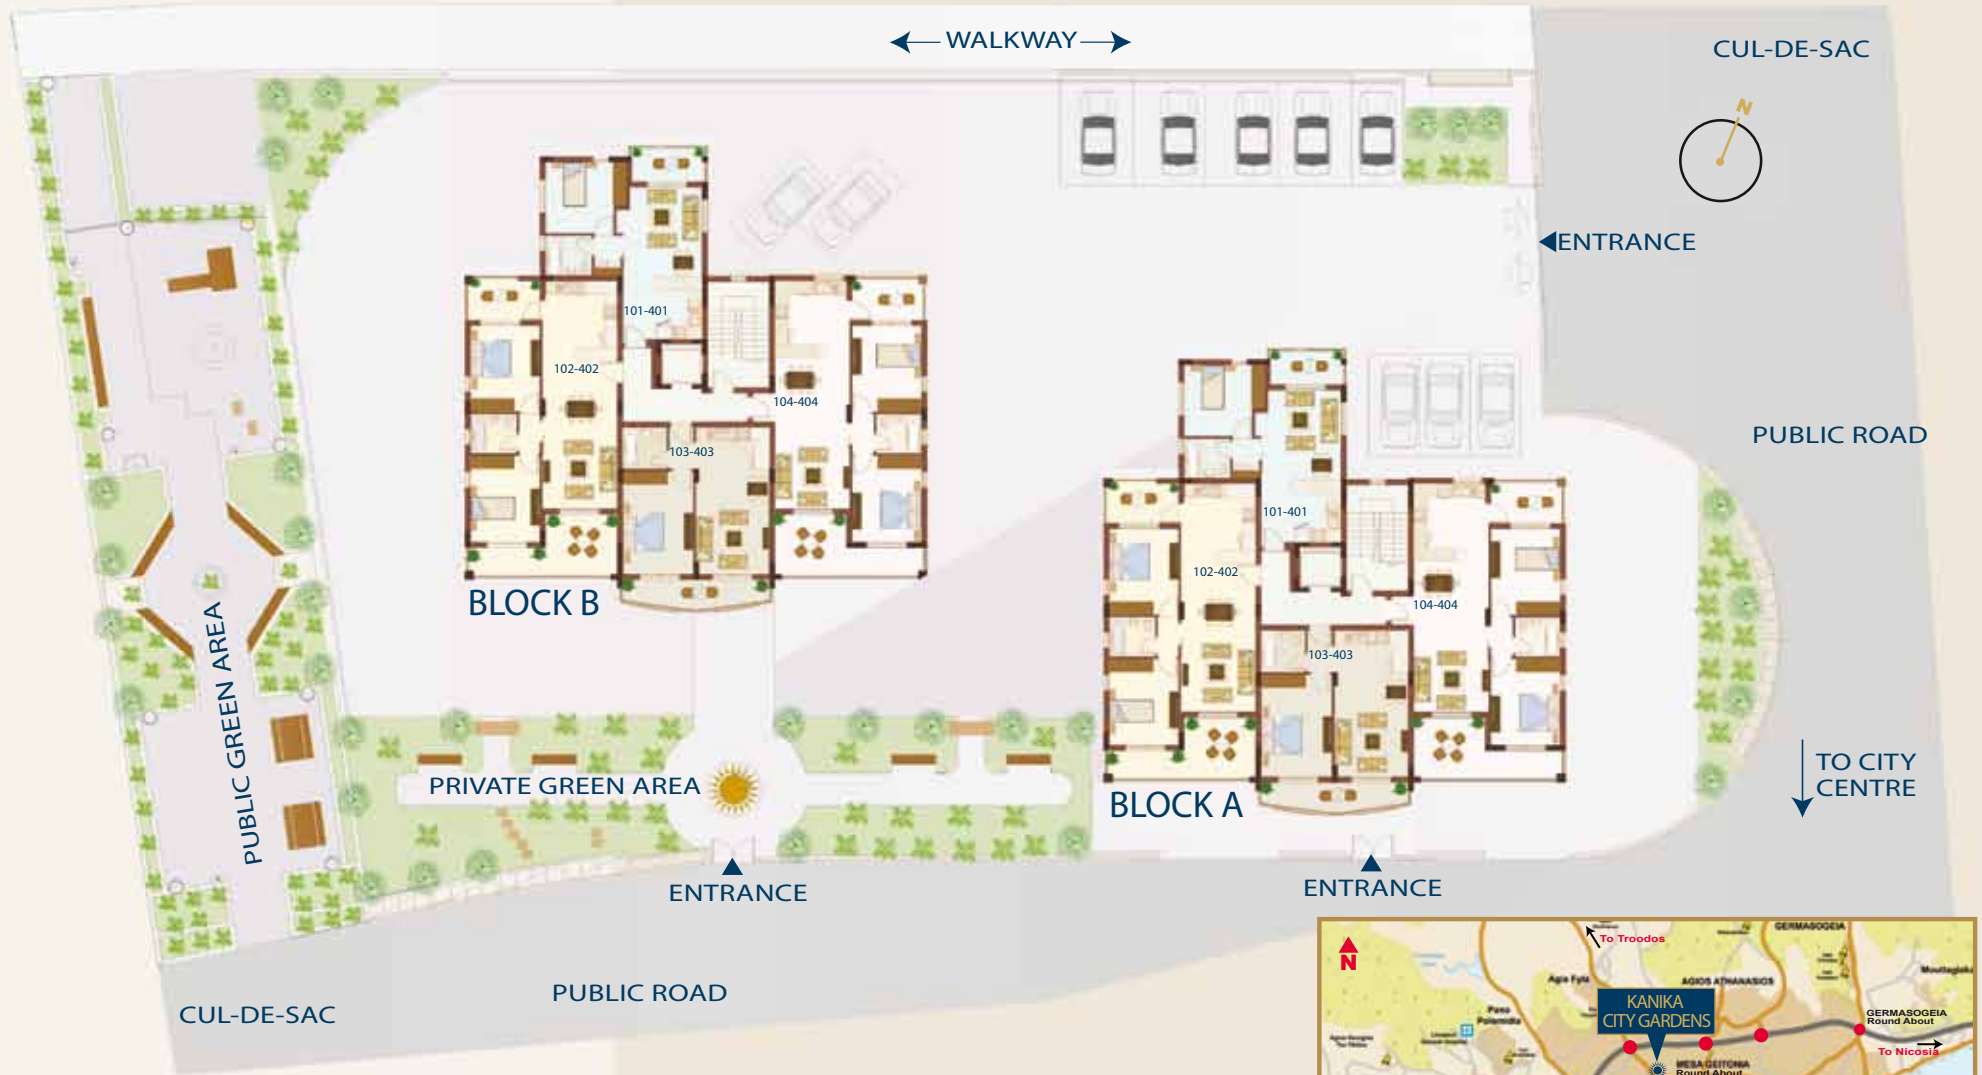 WALKWAY
CUL-DE-SAC
N
ENTRANCE
PUBLIC ROAD
101-401
102-402
104-404
103-403
BLOCK B
101-401
102-402
104-404
103-403
BLOCK A
PUBLIC GREEN AREA
PRIVATE GREEN AREA
TO CITY
CENTRE
ENTRANCE
ENTRANCE
PUBLIC ROAD
CUL-DE-SAC
N
To Troodos
GERMASOGEIA
Agia Fyla
AGIOS ATHANASIOS
Mouttagiaka
KANIKA
CITY GARDENS
Pano
Polemidia
GERMASOGEIA
Round About
To Nicosia
MESA GEITONIA
Round About